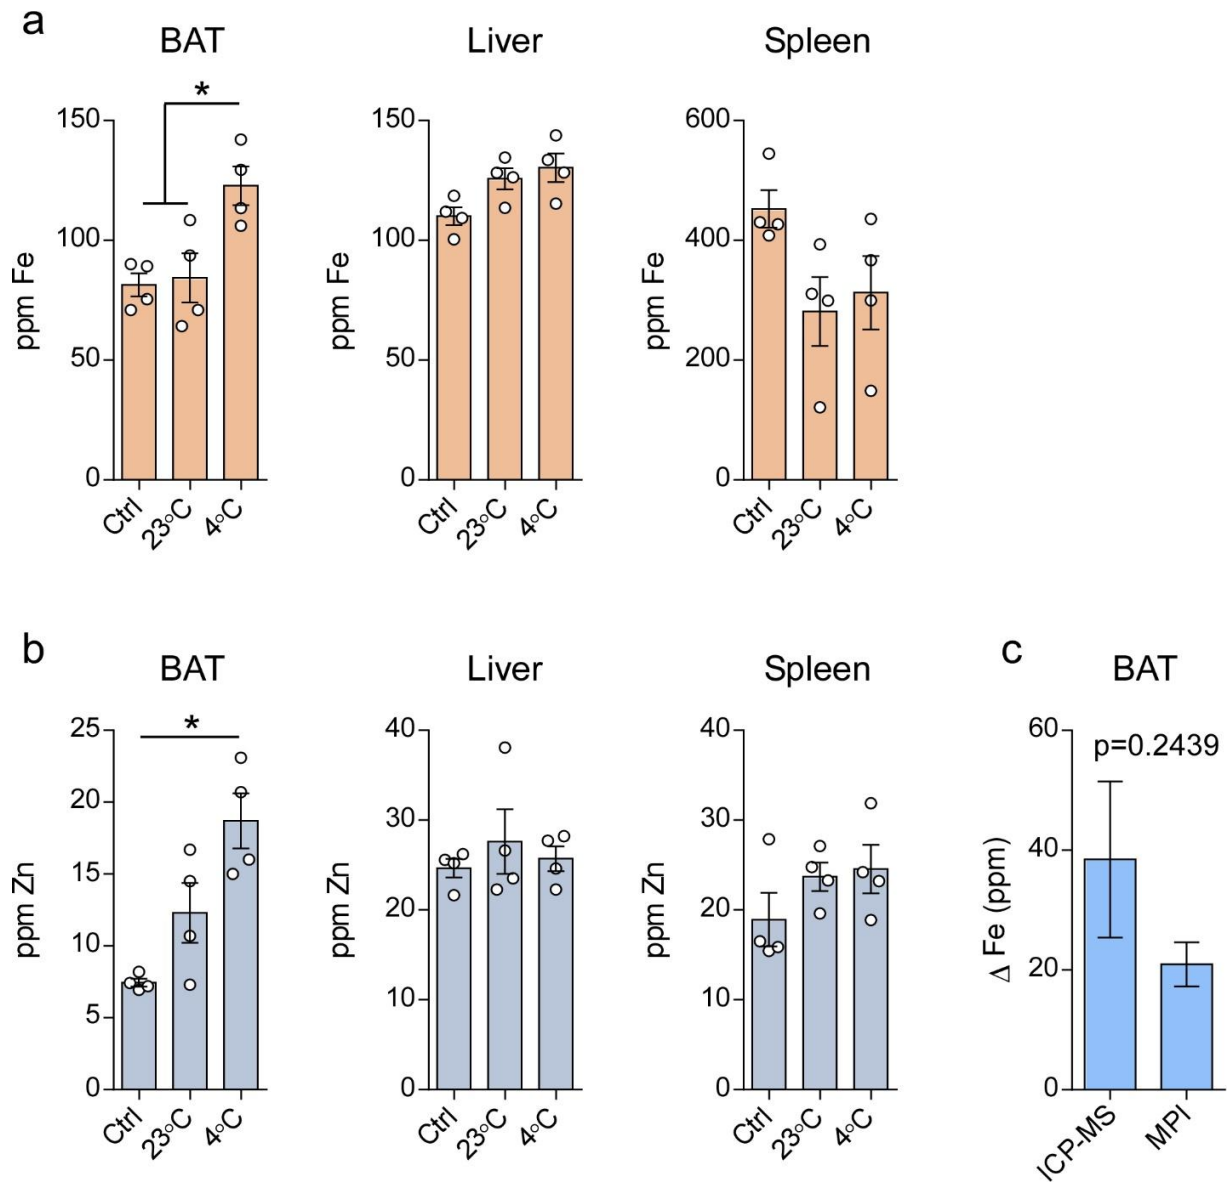 a
BAT
Liver
Spleen
*
ppm Fe
150
100
50
0
Ctrl
23°C
4°C
ppm Fe
150
100
50
0
Ctrl
23°C
4°C
ppm Fe
600
400
200
0
Ctrl
23°C
4°C
b
BAT
Liver
Spleen
*
ppm Zn
25
20
15
10
5
0
Ctrl
23°C
4°C
ppm Zn
40
30
20
10
0
Ctrl
23°C
4°C
ppm Zn
40
30
20
10
0
Ctrl
23°C
4°C
c
BAT
p=0.2439
Δ Fe (ppm)
60
40
20
0
ICP-MS
MPI